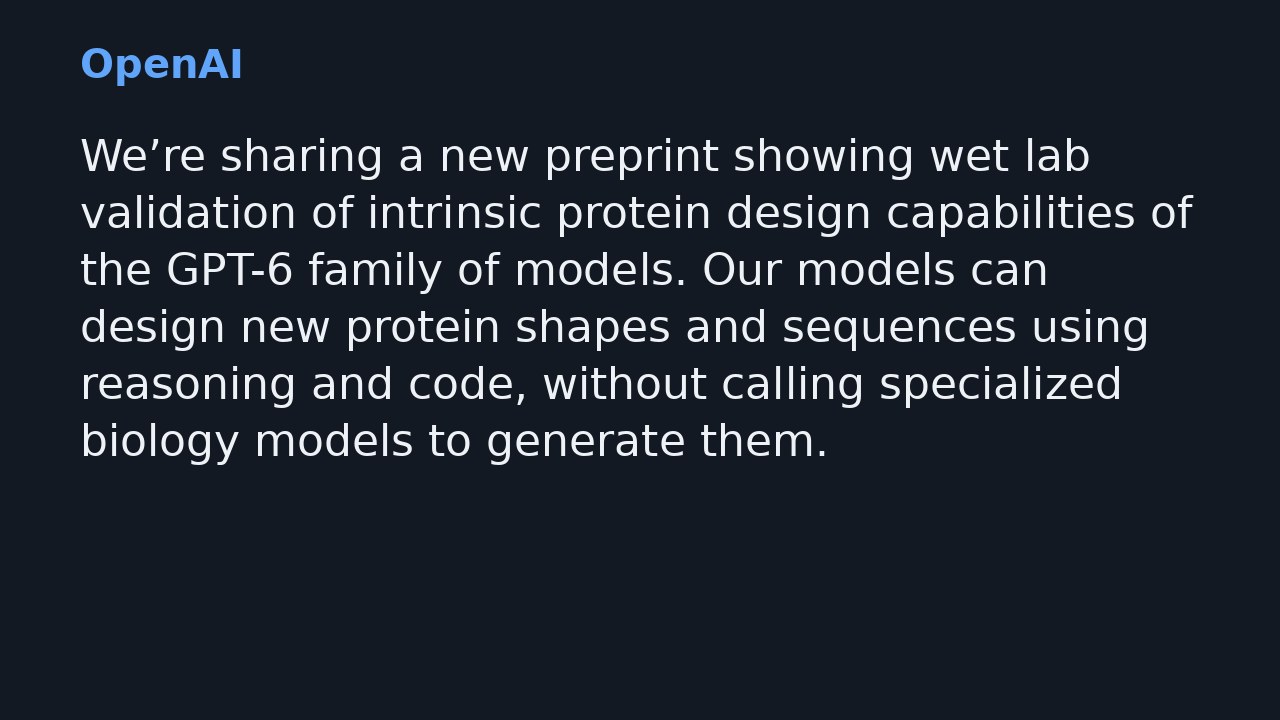 OpenAI
We’re sharing a new preprint showing wet lab
validation of intrinsic protein design capabilities of
the GPT-6 family of models. Our models can
design new protein shapes and sequences using
reasoning and code, without calling specialized
biology models to generate them.